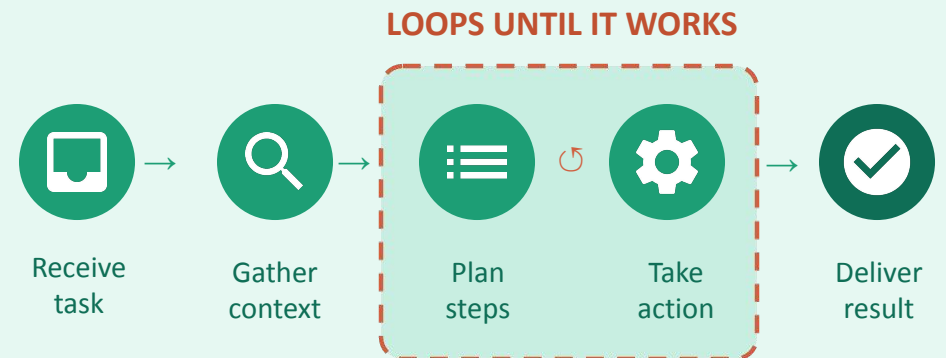 LOOPS UNTIL IT WORKS
Receive
task
Gather
context
Plan
steps
Take
action
Deliver
result